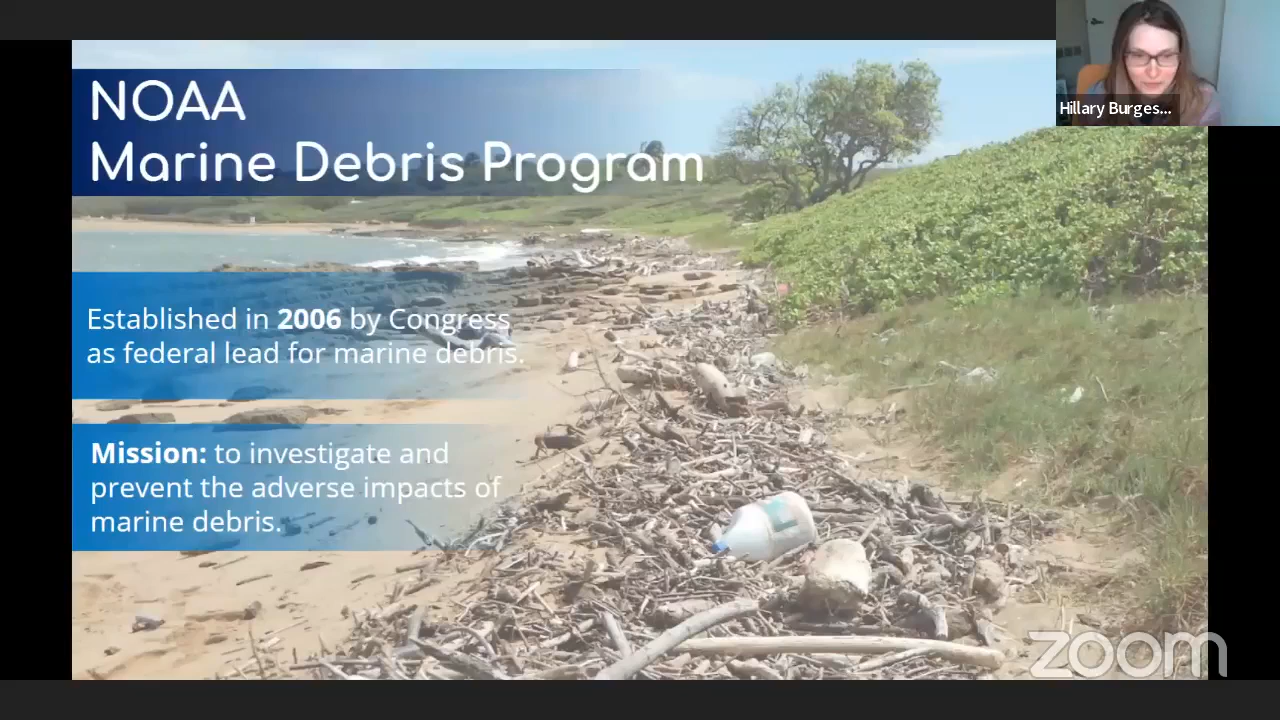 NOAA
Marine Debris Program
Hillary Burges...
Established in 2006 by Congress
as federal lead for marine debris.
Mission: to investigate and
prevent the adverse impacts of
marine debris.
zoom